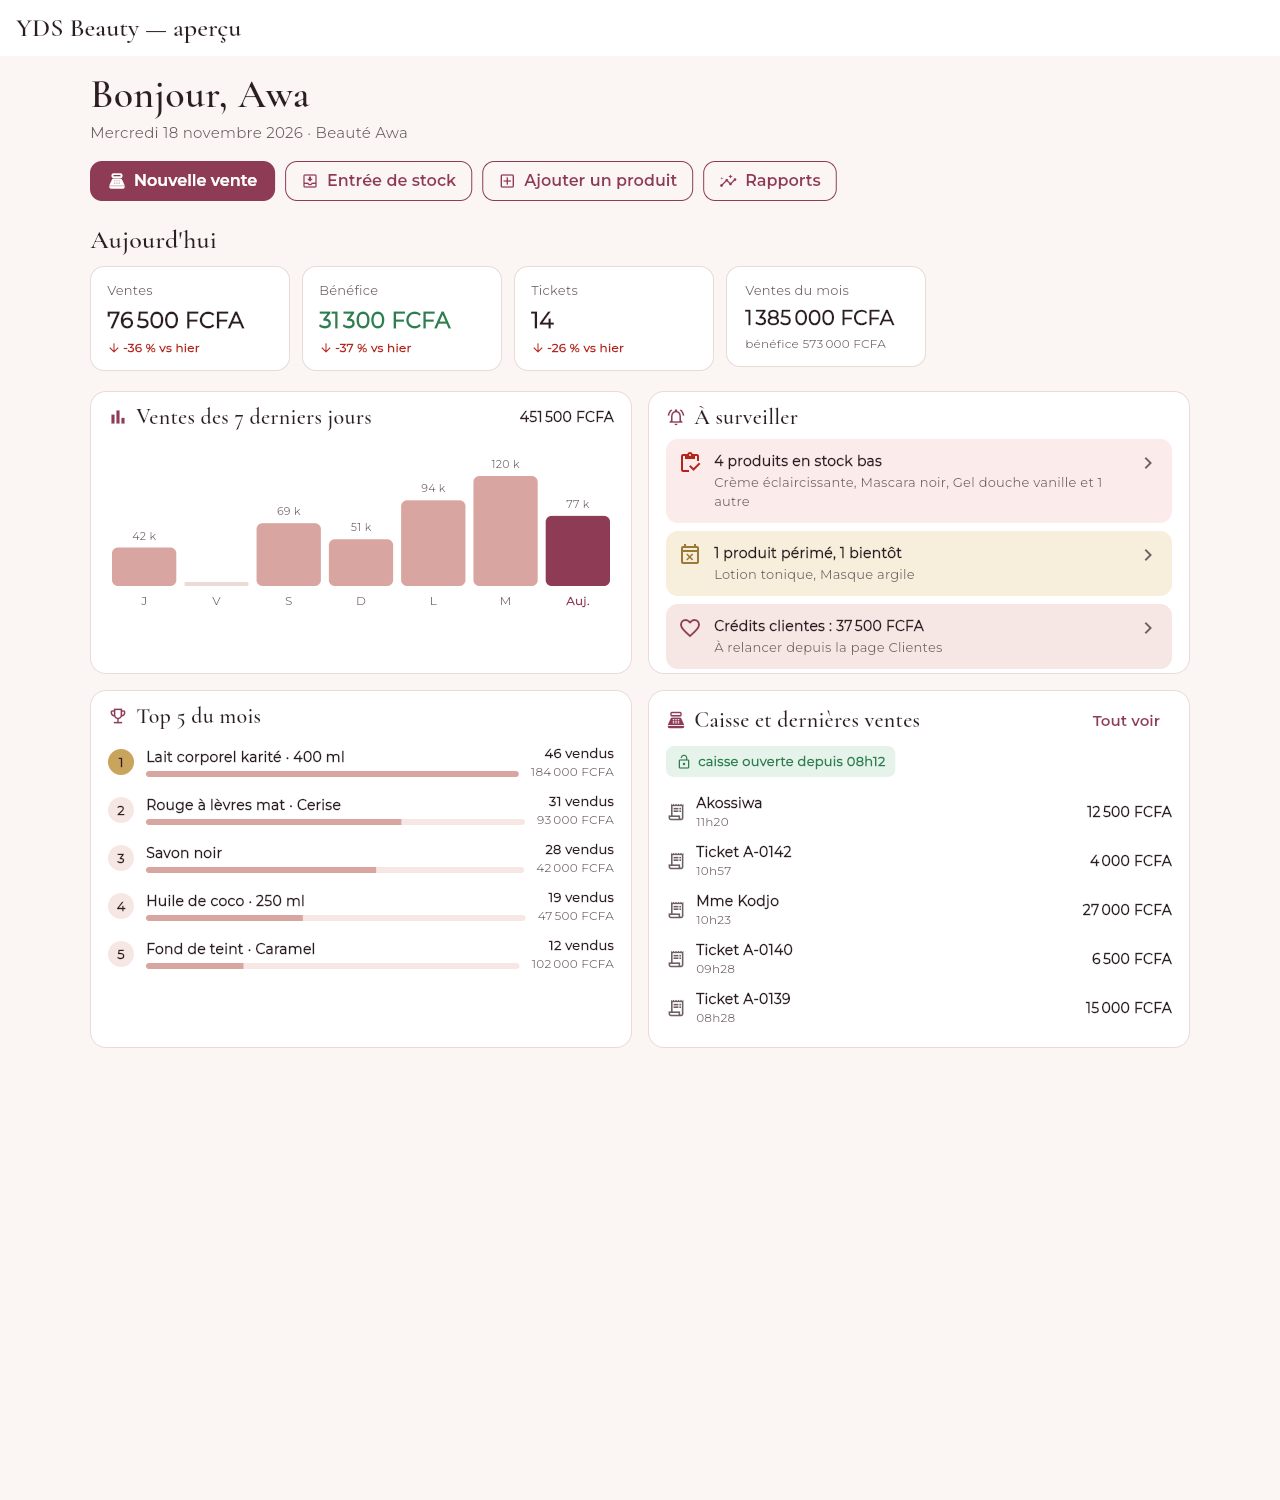 YDS Beauty — aperçu
Bonjour, Awa
Mercredi 18 novembre 2026 · Beauté Awa
Nouvelle vente
Entrée de stock
Ajouter un produit
Rapports
Aujourd'hui
Ventes
76 500 FCFA
↓ -36 % vs hier
Bénéfice
31 300 FCFA
↓ -37 % vs hier
Tickets
14
↓ -26 % vs hier
Ventes du mois
1 385 000 FCFA
bénéfice 573 000 FCFA
Ventes des 7 derniers jours
451 500 FCFA
42 k
69 k
51 k
94 k
120 k
77 k
J
V
S
D
L
M
Auj.
À surveiller
4 produits en stock bas
Crème éclaircissante, Mascara noir, Gel douche vanille et 1
autre
1 produit périmé, 1 bientôt
Lotion tonique, Masque argile
Crédits clientes : 37 500 FCFA
À relancer depuis la page Clientes
Top 5 du mois
1
Lait corporel karité · 400 ml
46 vendus
184 000 FCFA
2
Rouge à lèvres mat · Cerise
31 vendus
93 000 FCFA
3
Savon noir
28 vendus
42 000 FCFA
4
Huile de coco · 250 ml
19 vendus
47 500 FCFA
5
Fond de teint · Caramel
12 vendus
102 000 FCFA
Caisse et dernières ventes
Tout voir
caisse ouverte depuis 08h12
Akossiwa
11h20
12 500 FCFA
Ticket A-0142
10h57
4 000 FCFA
Mme Kodjo
10h23
27 000 FCFA
Ticket A-0140
09h28
6 500 FCFA
Ticket A-0139
08h28
15 000 FCFA